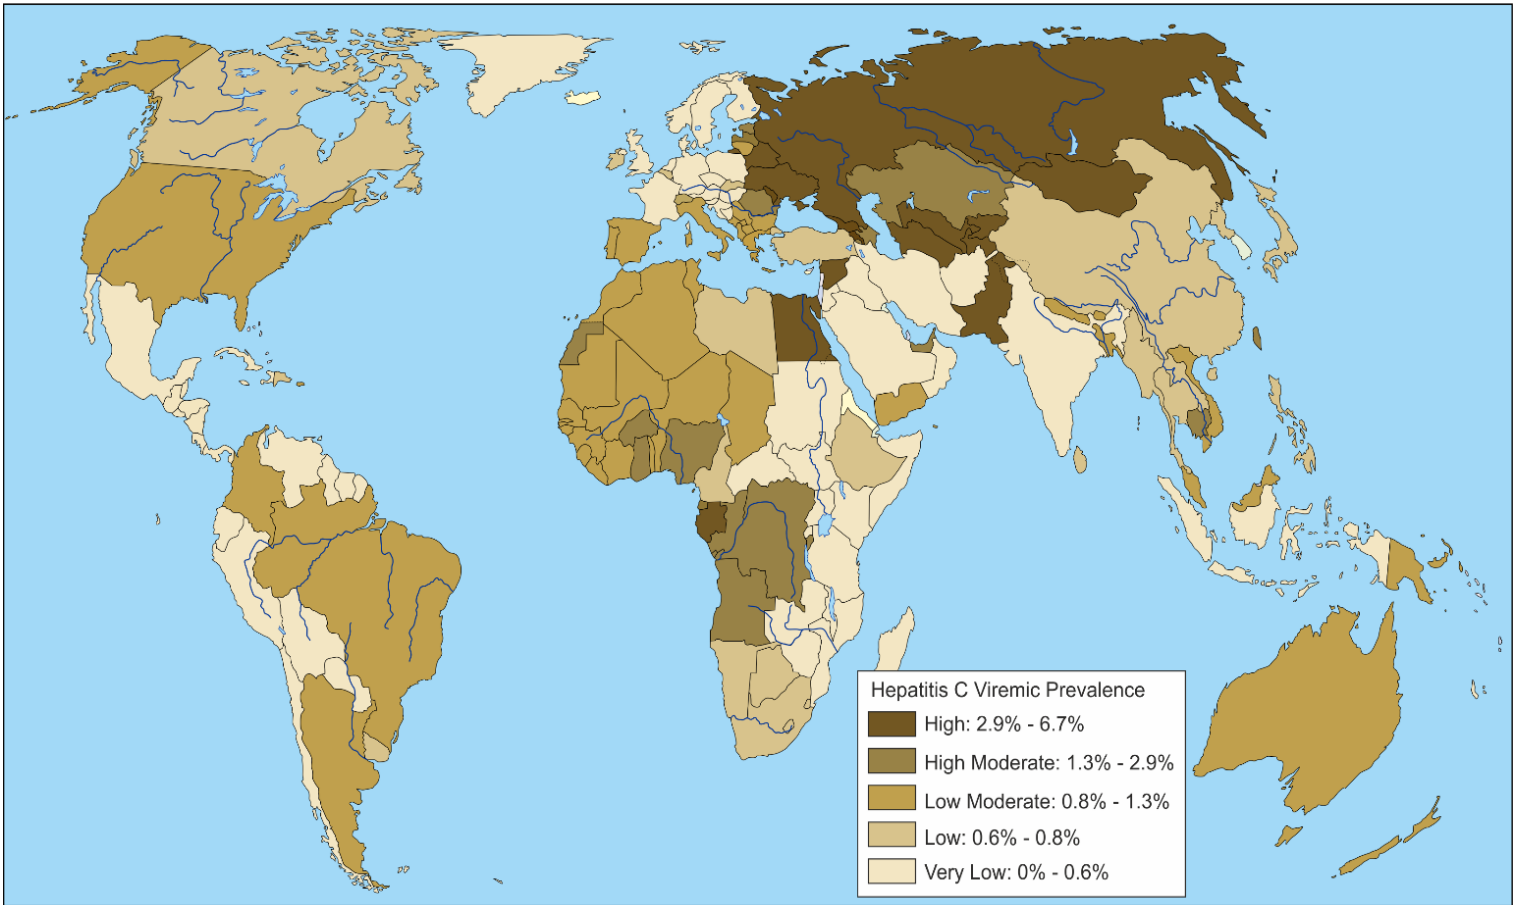 Hepatitis C Viremic Prevalence
High: 2.9% - 6.7%
High Moderate: 1.3% - 2.9%
Low Moderate: 0.8% - 1.3%
Low: 0.6% - 0.8%
Very Low: 0% - 0.6%